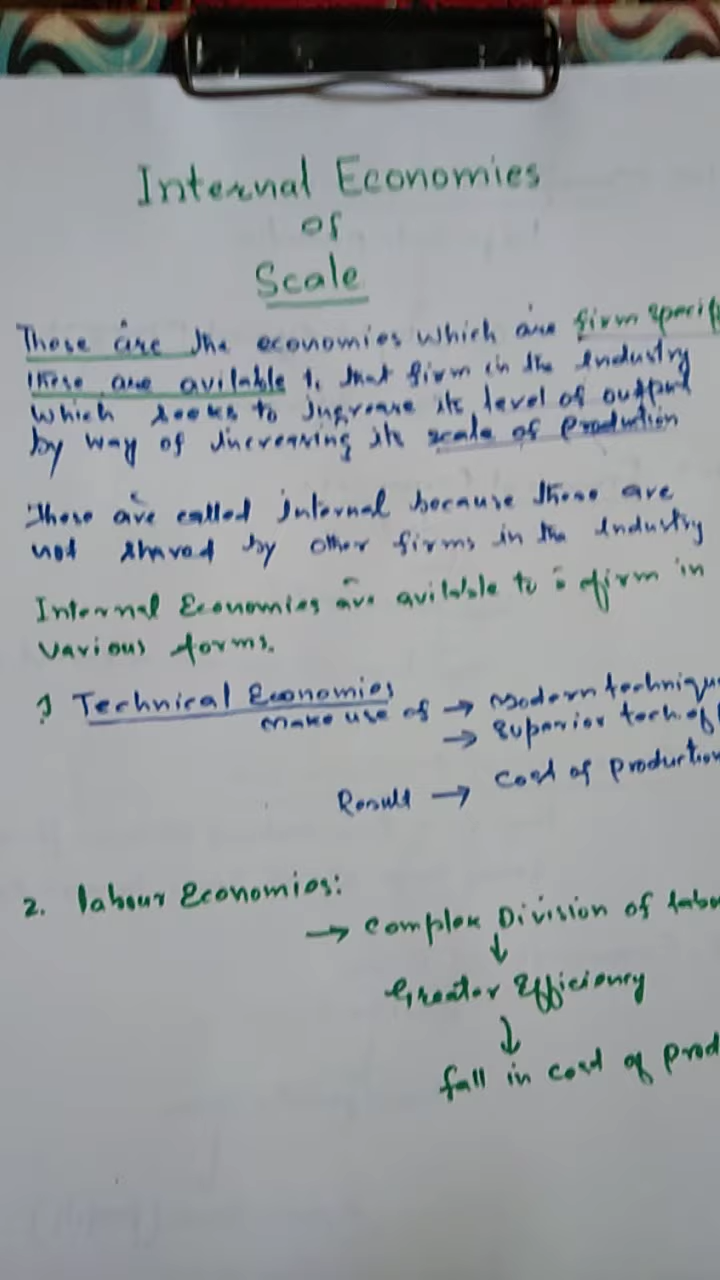 Internal Economies
of
Scale
These are the economies which are firm specif
these are avilable to that firm in the Industry
which seeks to Increase its level of output
by way of increasing its scale of Production
These are called internal because these are
not shared by other firms in the Industry
Internal Economies are avilable to a firm in
various forms.
1 Technical Economies
make use of → modern techniqu
→ superior tech. of
Result → cost of production
2. labour Economies:
→ Complex Division of labo
↓
Greater Efficiency
↓
fall in cost of prod